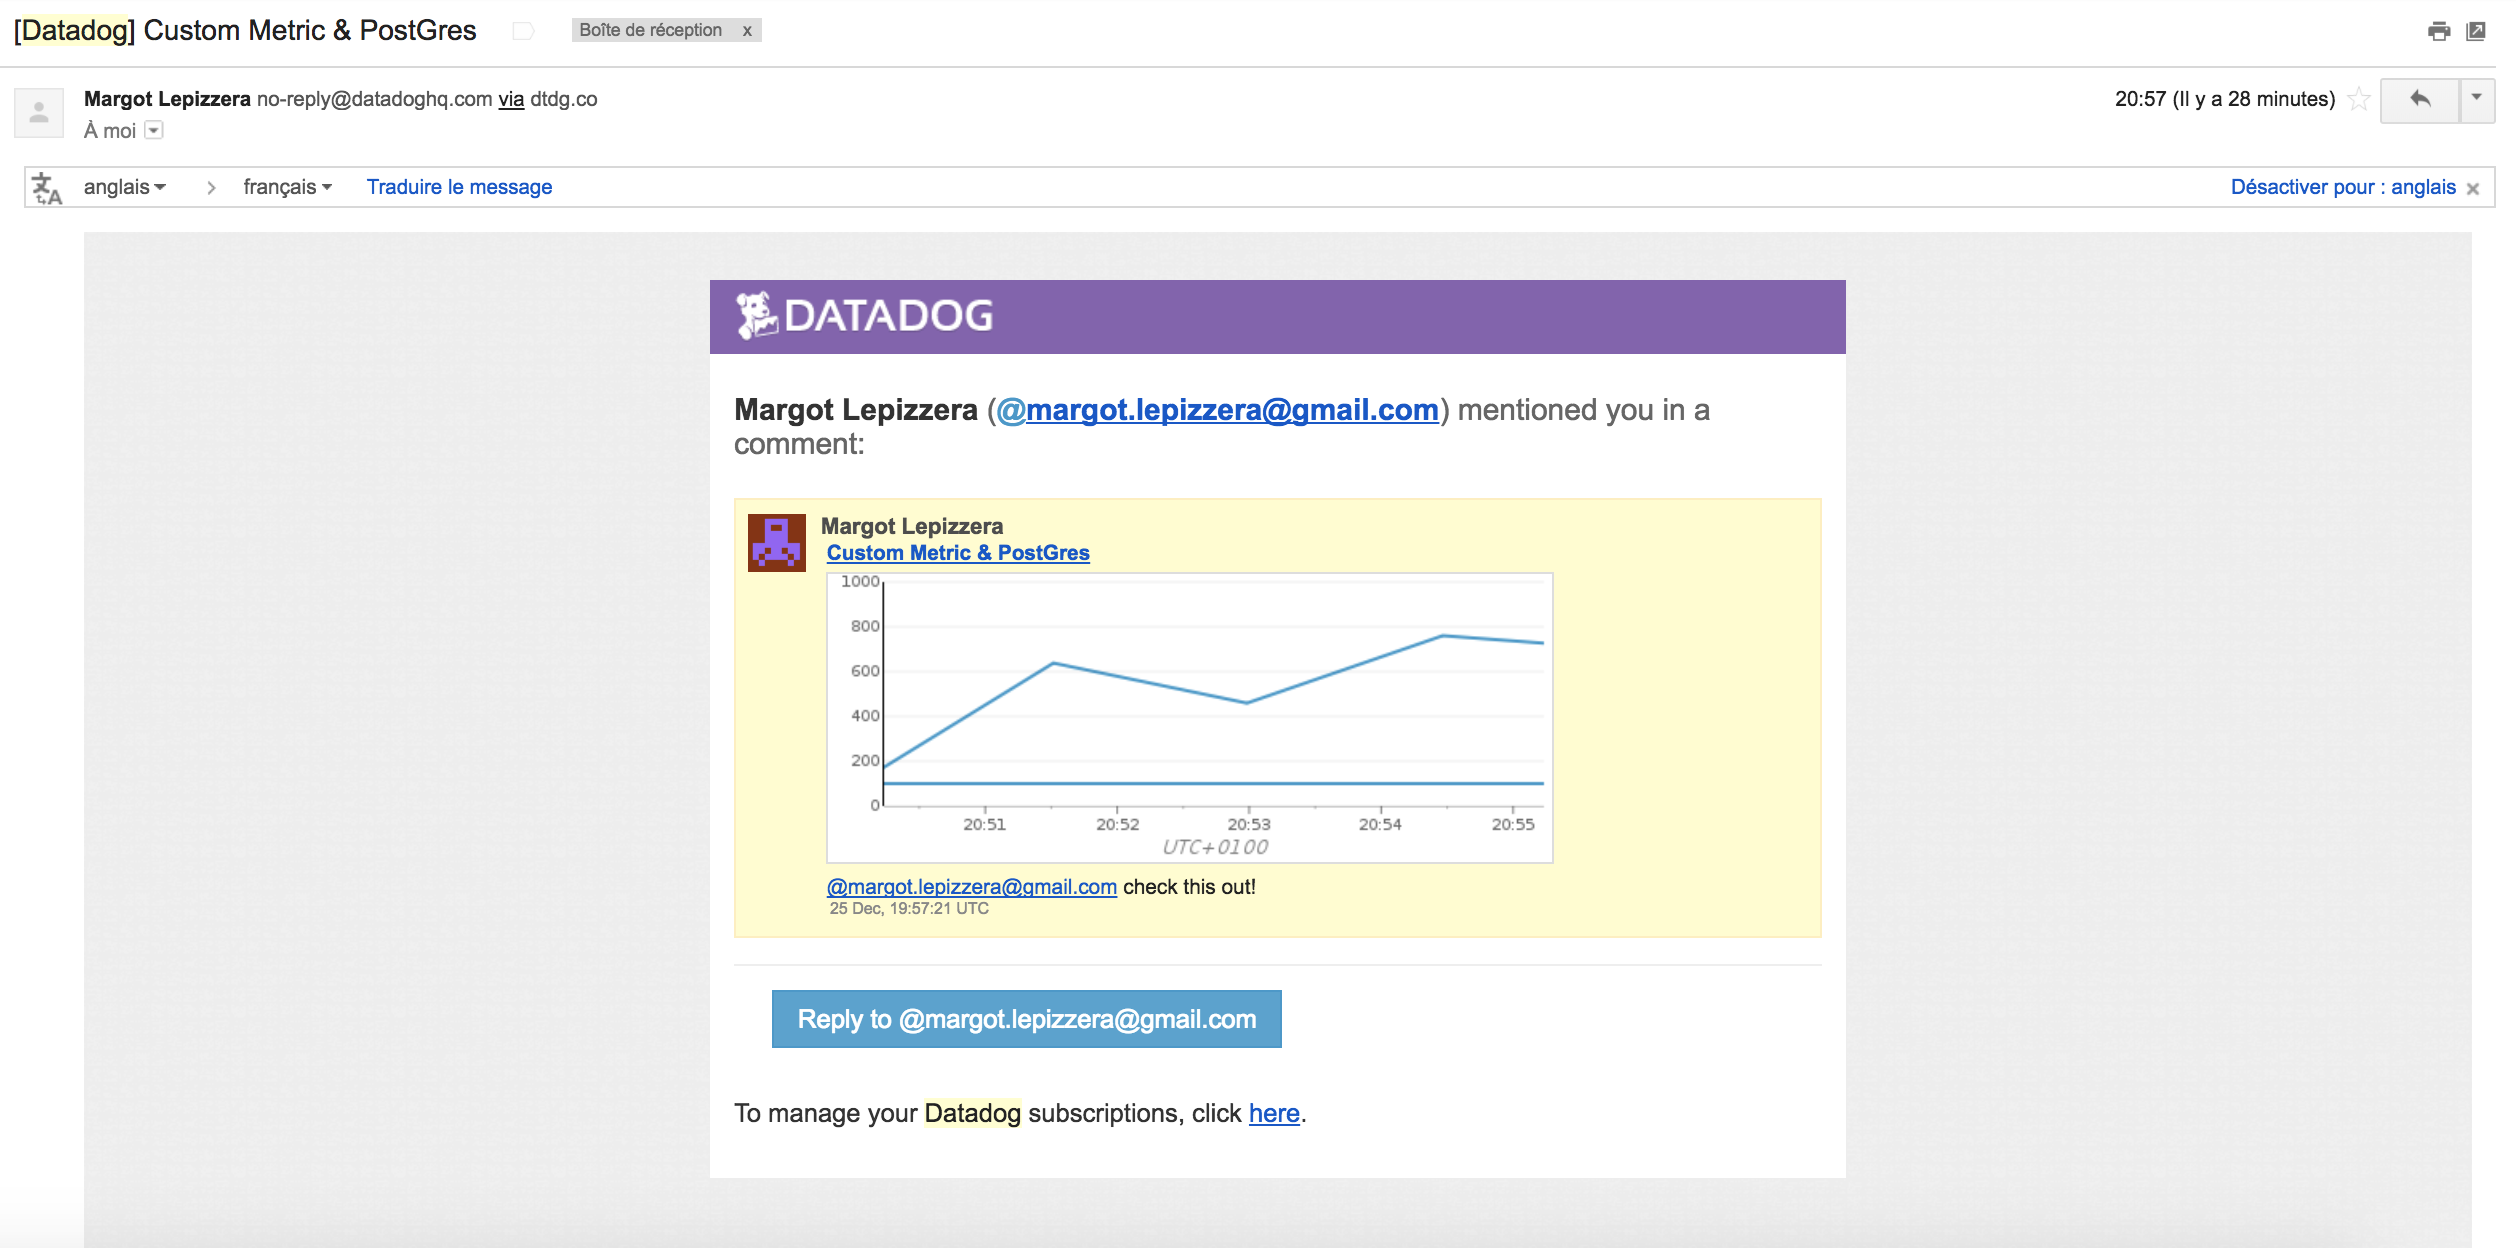 [Datadog] Custom Metric & PostGres
Boîte de réception x
Margot Lepizzera no-reply@datadoghq.com via dtdg.co
20:57 (Il y a 28 minutes)
À moi
anglais
français
Traduire le message
Désactiver pour : anglais
DATADOG
Margot Lepizzera (@margot.lepizzera@gmail.com) mentioned you in a
comment:
Margot Lepizzera
Custom Metric & PostGres
1000
800
600
400
200
0
20:51 20:52 20:53 20:54 20:55
UTC+0100
@margot.lepizzera@gmail.com check this out!
25 Dec, 19:57:21 UTC
Reply to @margot.lepizzera@gmail.com
To manage your Datadog subscriptions, click here.